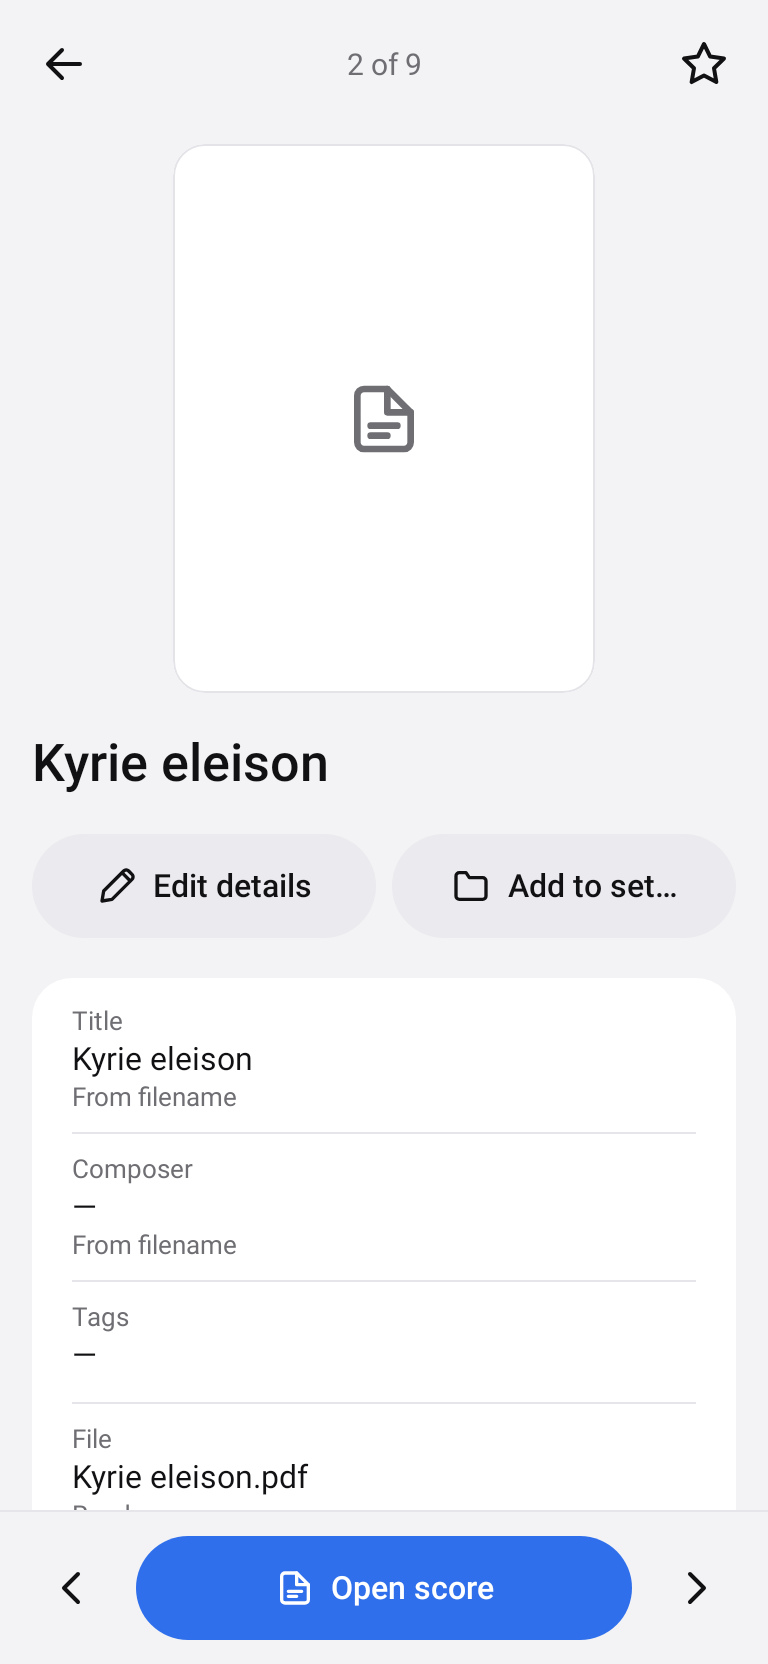 2 of 9
Kyrie eleison
Edit details
Add to set…
Title
Kyrie eleison
From filename
Composer
—
From filename
Tags
—
File
Kyrie eleison.pdf
Open score